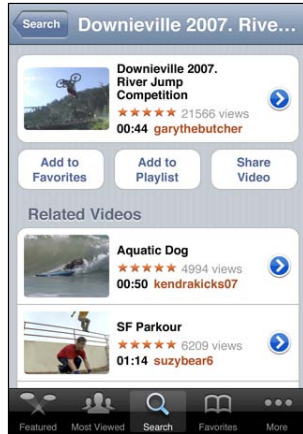 Search
Downieville 2007. Rive...
Downieville 2007.
River Jump
Competition
21566 views
00:44 garythebutcher
Add to
Favorites
Add to
Playlist
Share
Video
Related Videos
Aquatic Dog
4994 views
00:50 kendrakicks07
SF Parkour
6209 views
01:14 suzybear6
Featured
Most Viewed
Search
Favorites
More